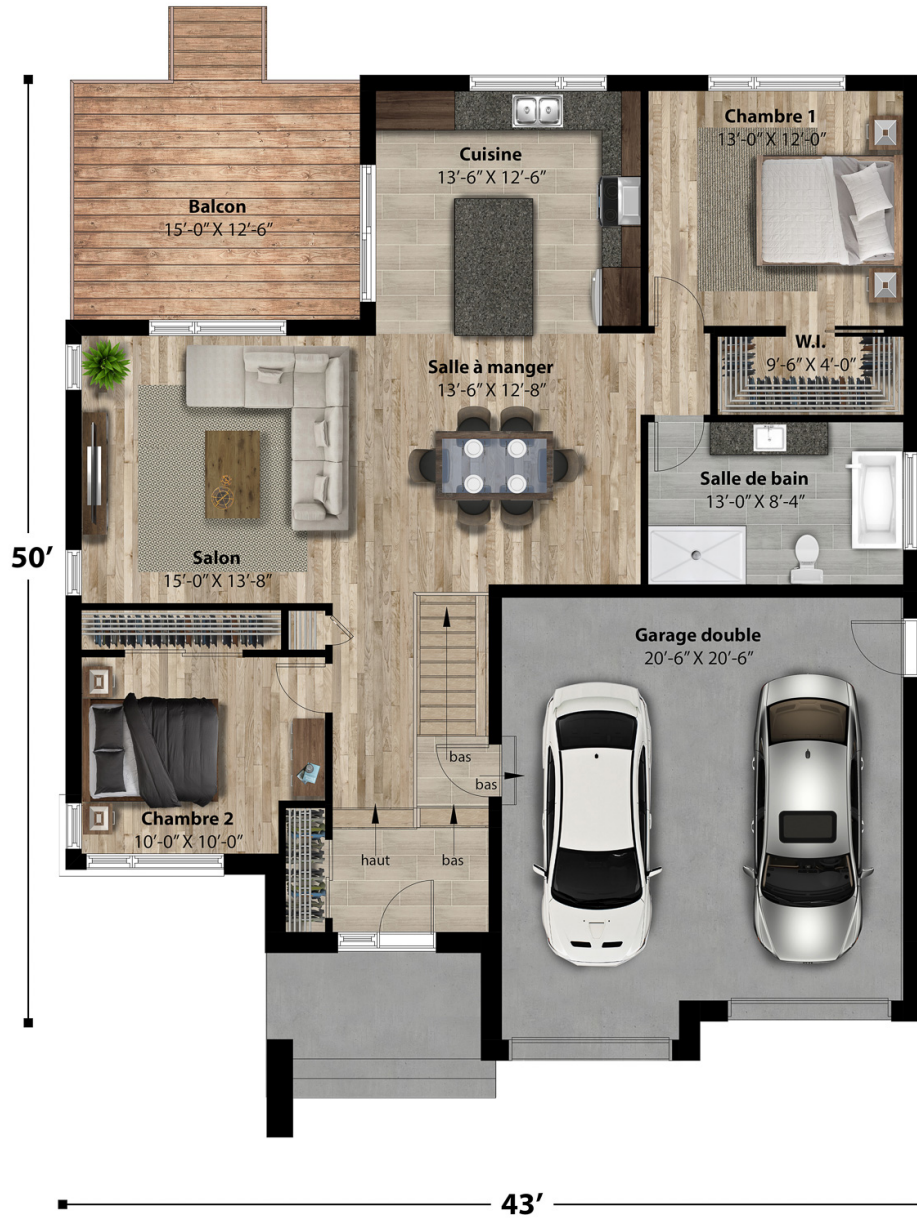 Balcon
15'-0" X 12'-6"
Cuisine
13'-6" X 12'-6"
Chambre 1
13'-0" X 12'-0"
W.I.
9'-6" X 4'-0"
Salle à manger
13'-6" X 12'-8"
Salle de bain
13'-0" X 8'-4"
50'
Salon
15'-0" X 13'-8"
Garage double
20'-6" X 20'-6"
bas
bas
Chambre 2
10'-0" X 10'-0"
haut
bas
43'